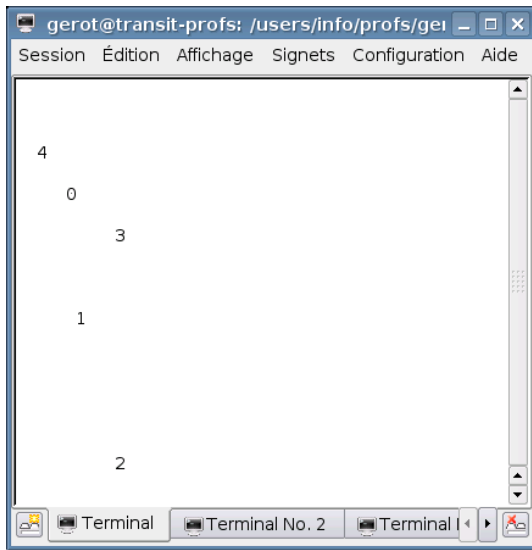 gerot@transit-profs: /users/info/profs/ger
Session Édition Affichage Signets Configuration Aide
4
0
3
1
2
Terminal Terminal No. 2 Terminal